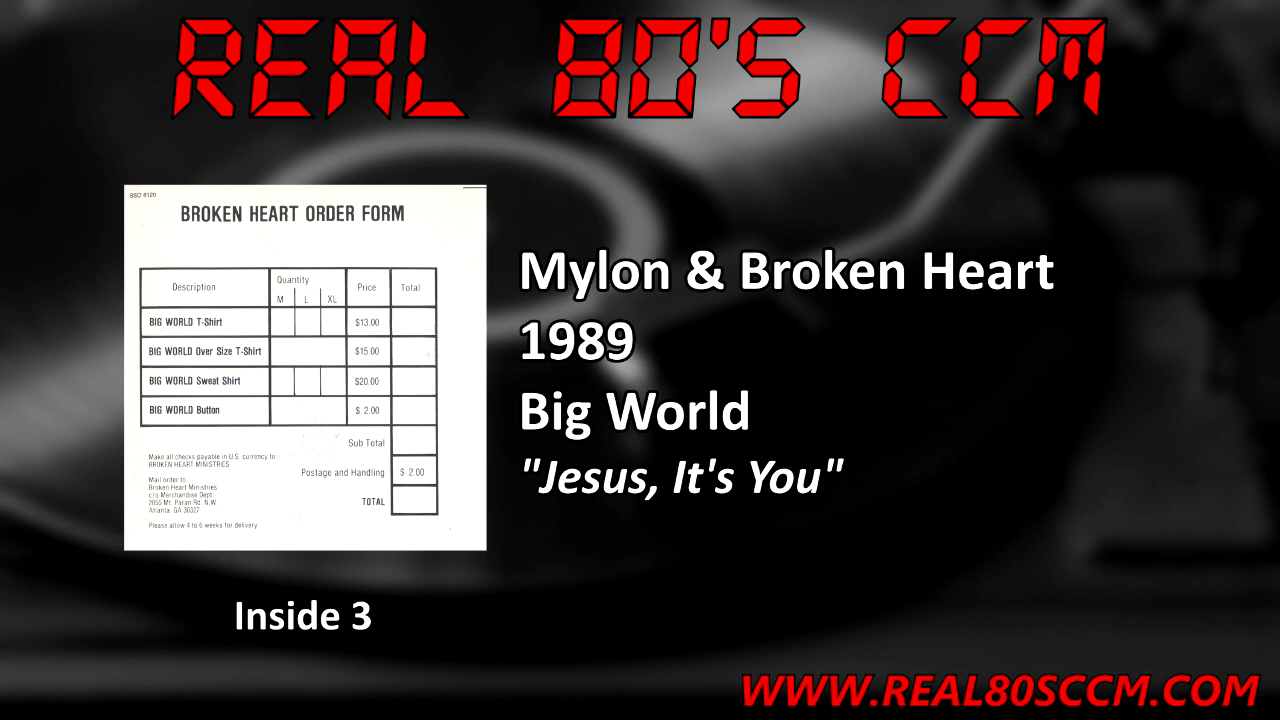 REAL 80'S CCM
SSD 8120
BROKEN HEART ORDER FORM
Description Quantity Price Total
M L XL
BIG WORLD T-Shirt $13.00
BIG WORLD Over Size T-Shirt $15.00
BIG WORLD Sweat Shirt $20.00
BIG WORLD Button $ 2.00
Sub Total
Postage and Handling $ 2.00
TOTAL
Make all checks payable in U.S. currency to:
BROKEN HEART MINISTRIES
Mail order to:
Broken Heart Ministries
c/o Merchandise Dept.
2055 Mt. Paran Rd. N.W.
Atlanta, GA 30327
Please allow 4 to 6 weeks for delivery
Inside 3
Mylon & Broken Heart
1989
Big World
"Jesus, It's You"
WWW.REAL80SCCM.COM